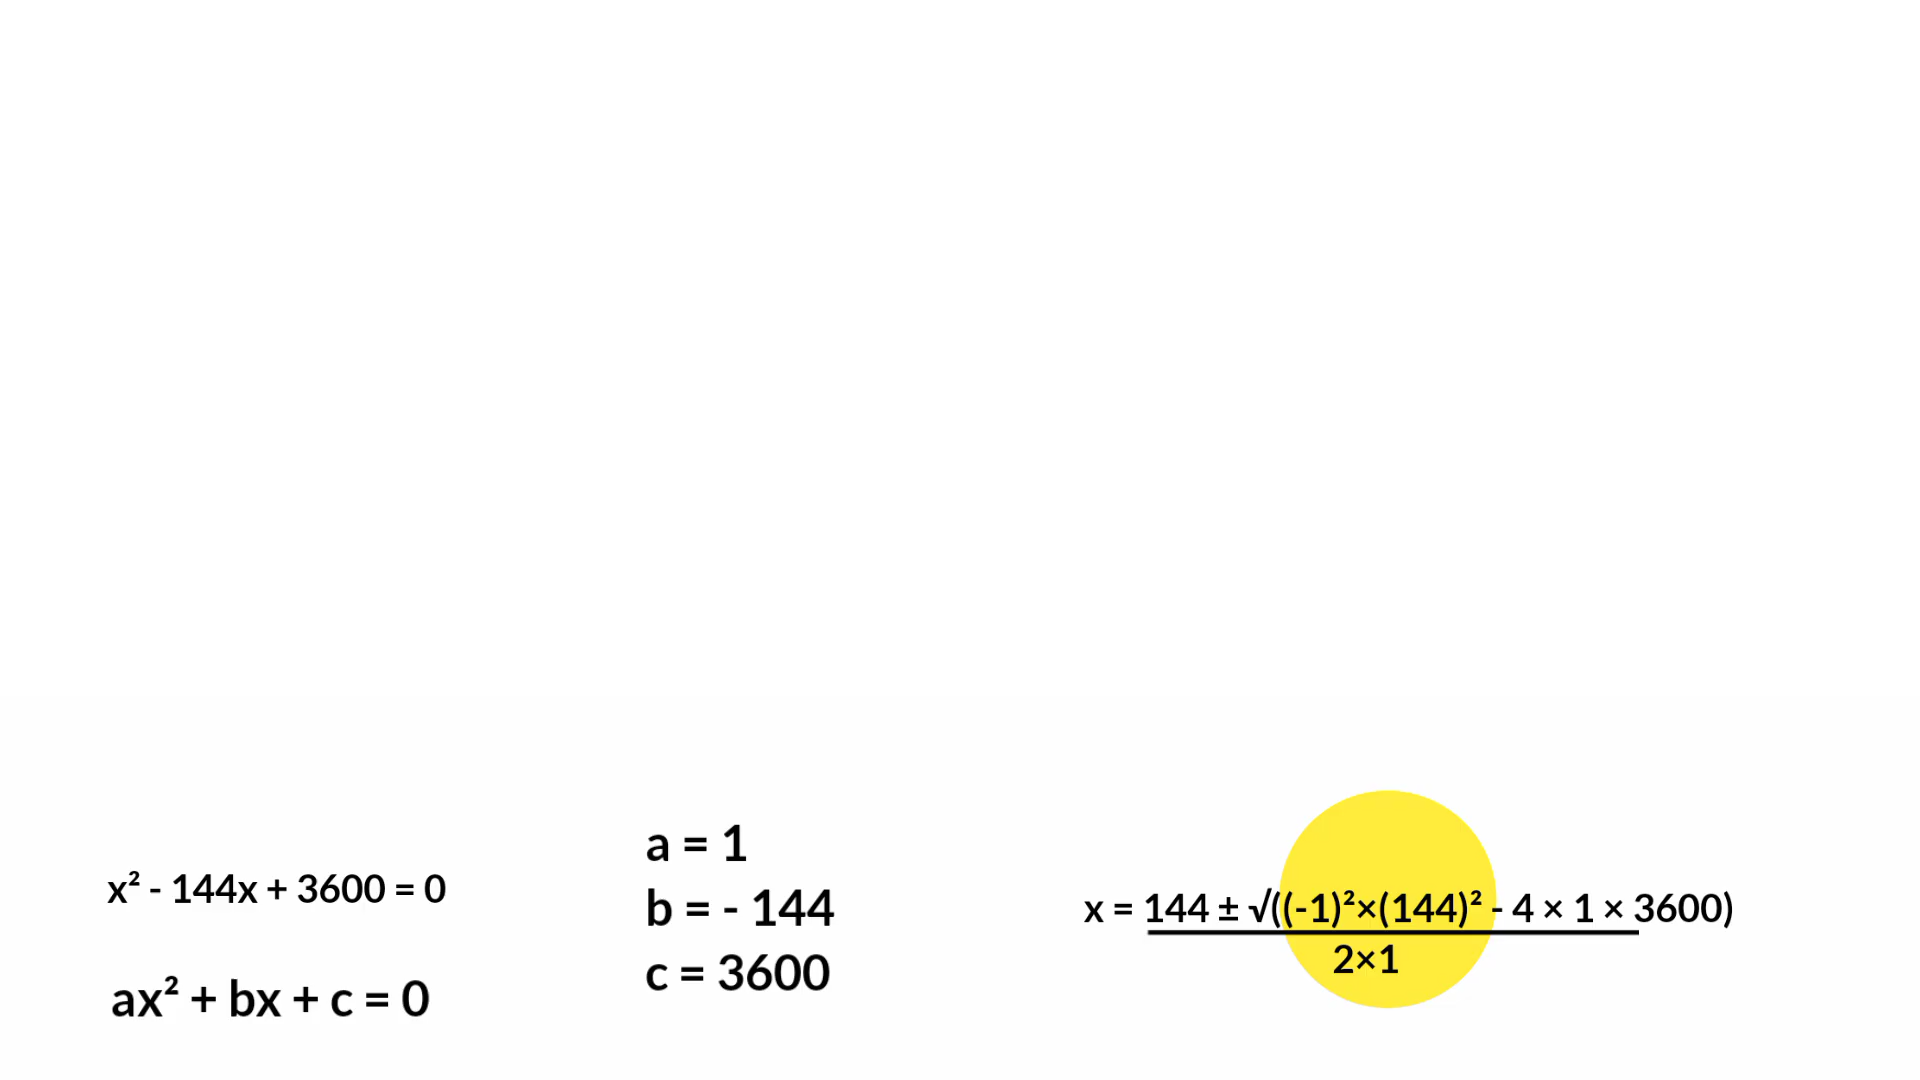 x² - 144x + 3600 = 0
ax² + bx + c = 0
a = 1
b = - 144
c = 3600
x = 144 ± √((-1)²×(144)² - 4 × 1 × 3600)
2×1